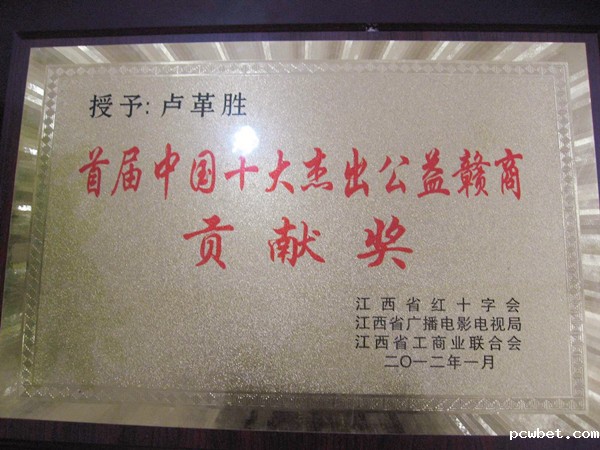 授予:卢革胜
首届中国十大杰出公益赣商
贡献奖
江西省红十字会
江西省广播电影电视局
江西省工商业联合会
二〇一二年一月
pcwbet.com